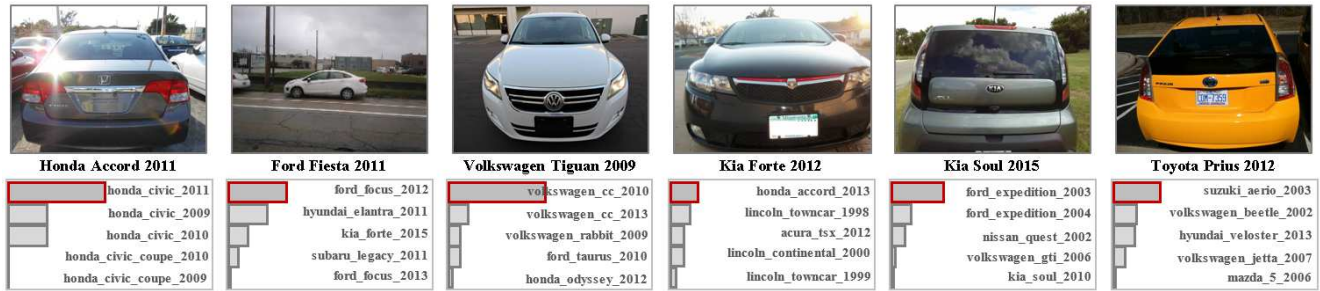 Honda Accord 2011
honda_civic_2011
honda_civic_2009
honda_civic_2010
honda_civic_coupe_2010
honda_civic_coupe_2009
Ford Fiesta 2011
ford_focus_2012
hyundai_elantra_2011
kia_forte_2015
subaru_legacy_2011
ford_focus_2013
Volkswagen Tiguan 2009
volkswagen_cc_2010
volkswagen_cc_2013
volkswagen_rabbit_2009
ford_taurus_2010
honda_odyssey_2012
Kia Forte 2012
honda_accord_2013
lincoln_towncar_1998
acura_tsx_2012
lincoln_continental_2000
lincoln_towncar_1999
KIA
Kia Soul 2015
ford_expedition_2003
ford_expedition_2004
nissan_quest_2002
volkswagen_gti_2006
kia_soul_2010
Toyota Prius 2012
suzuki_aerio_2003
volkswagen_beetle_2002
hyundai_veloster_2013
volkswagen_jetta_2007
mazda_5_2006